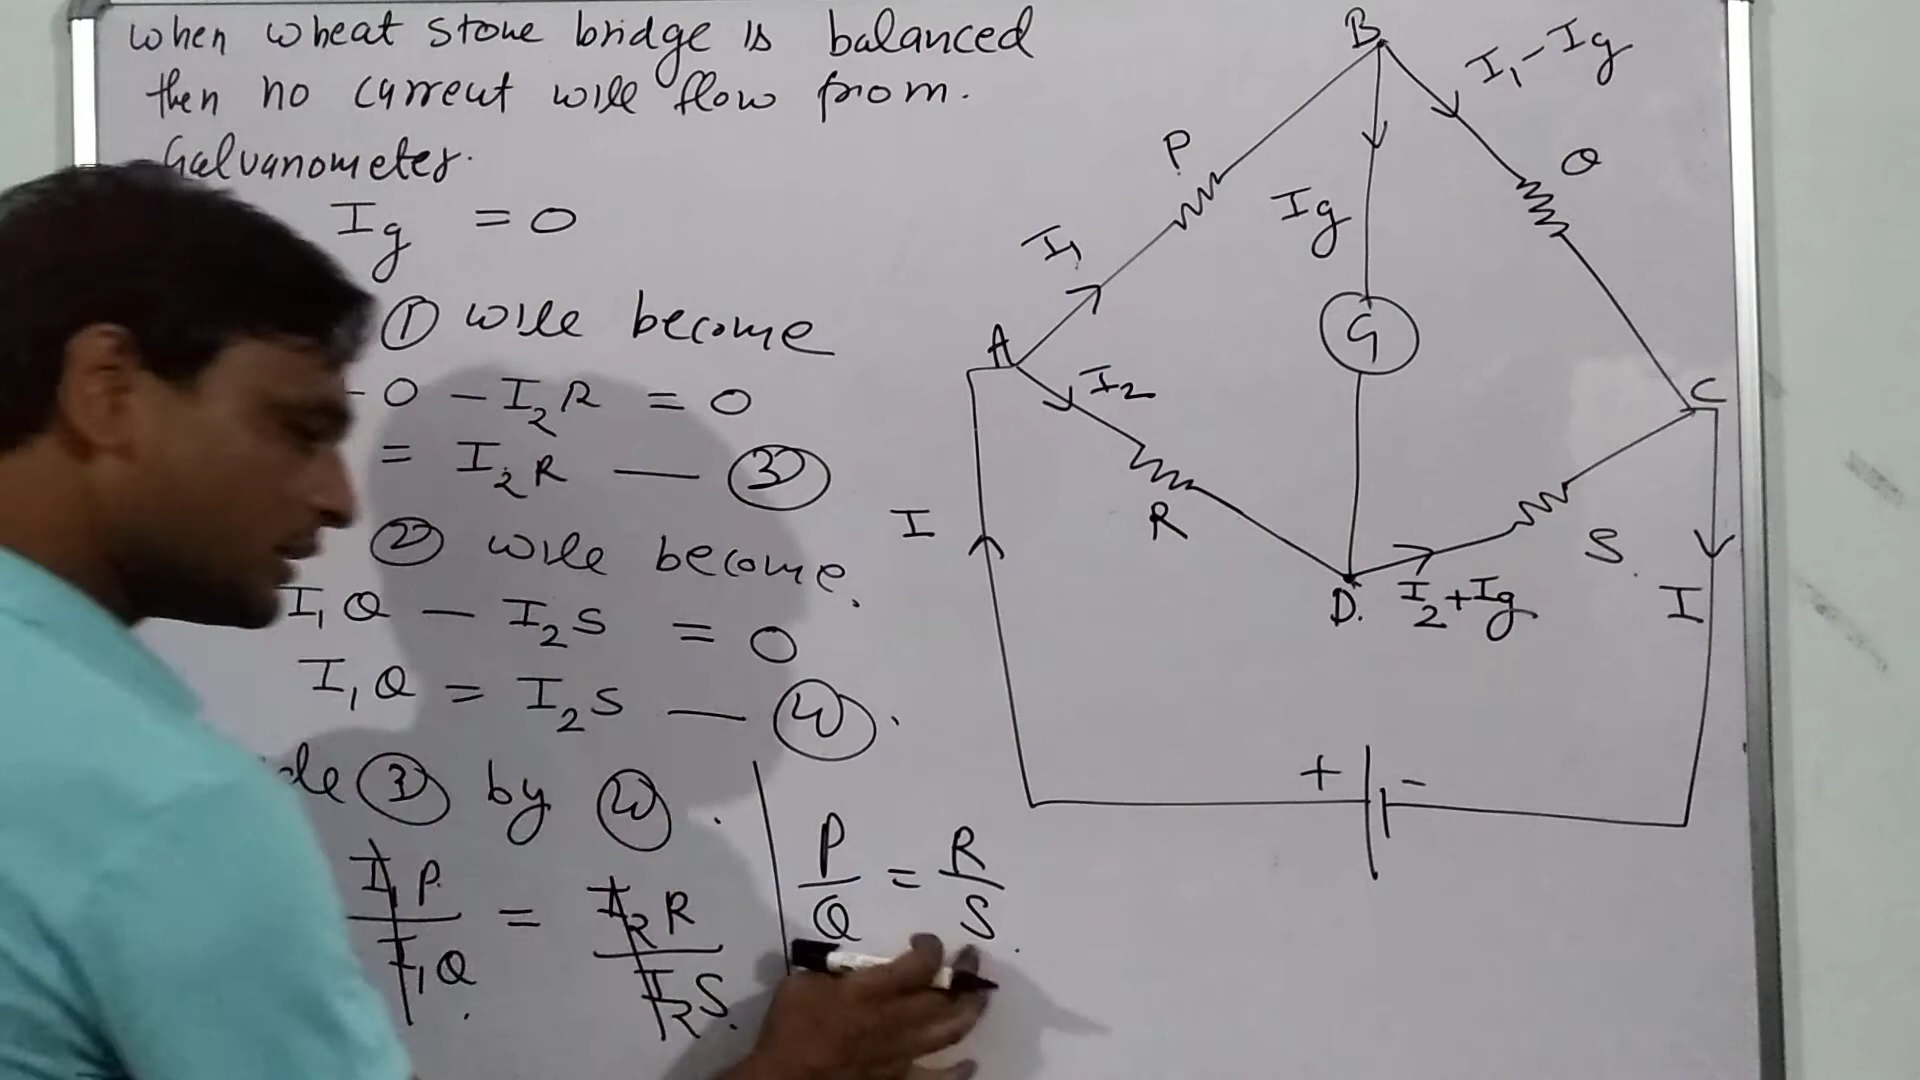 when wheat stone bridge is balanced
then no current will flow from.
Galvanometer.
Ig = 0
① will become
- 0 - I₂R = 0
= I₂R — ③
② will become.
I₁Q - I₂S = 0
I₁Q = I₂S — ④.
③ by ④.
I₁P/I₁Q = I₂R/I₂S.
P/Q = R/S.
B
I₁-Ig
P
Q
Ig
I₁
G
A
I₂
C
R
I
S.
D.
I₂+Ig
I
+ -